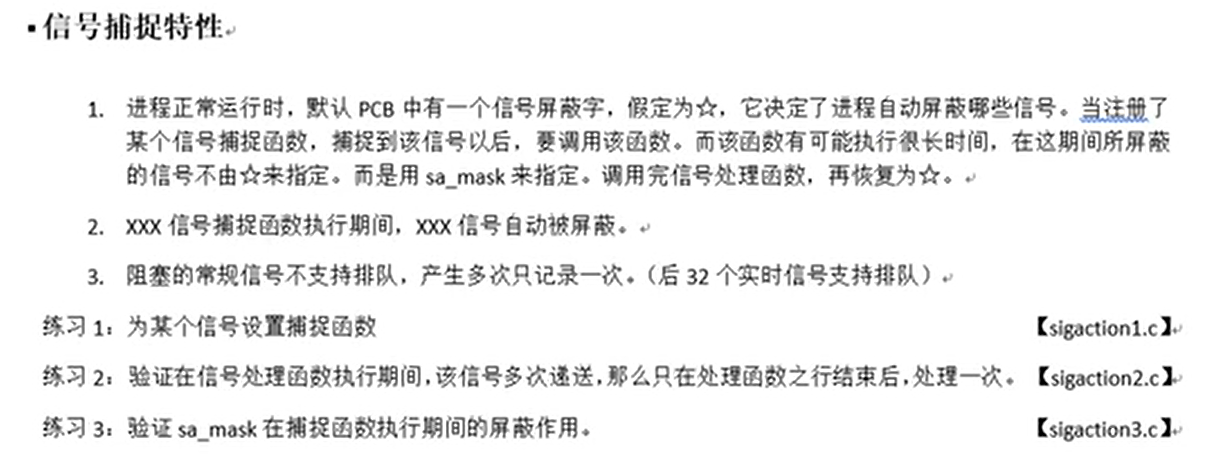 ▪信号捕捉特性
1. 进程正常运行时，默认 PCB 中有一个信号屏蔽字，假定为☆，它决定了进程自动屏蔽哪些信号。当注册了
某个信号捕捉函数，捕捉到该信号以后，要调用该函数。而该函数有可能执行很长时间，在这期间所屏蔽
的信号不由☆来指定。而是用 sa_mask 来指定。调用完信号处理函数，再恢复为☆。
2. XXX 信号捕捉函数执行期间，XXX 信号自动被屏蔽。
3. 阻塞的常规信号不支持排队，产生多次只记录一次。（后 32 个实时信号支持排队）
练习 1：为某个信号设置捕捉函数 【sigaction1.c】
练习 2：验证在信号处理函数执行期间，该信号多次递送，那么只在处理函数之行结束后，处理一次。 【sigaction2.c】
练习 3：验证 sa_mask 在捕捉函数执行期间的屏蔽作用。 【sigaction3.c】